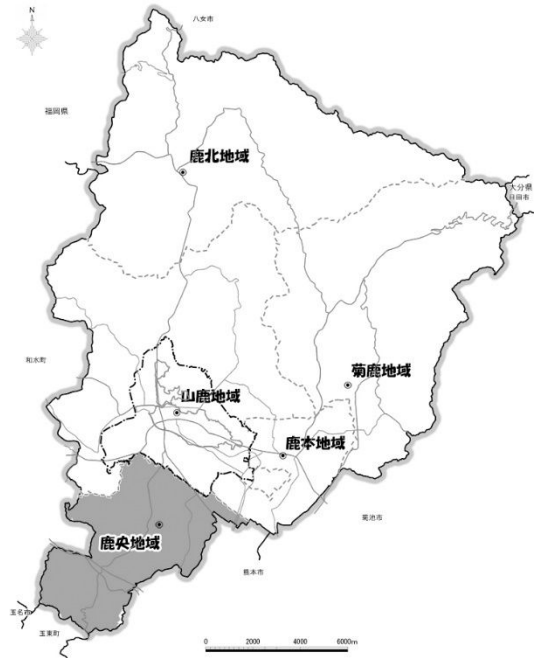 N
八女市
福岡県
鹿北地域
大分県
日田市
和水町
菊鹿地域
山鹿地域
鹿本地域
菊池市
鹿央地域
熊本市
玉名市
玉東町
0 2000 4000 6000m